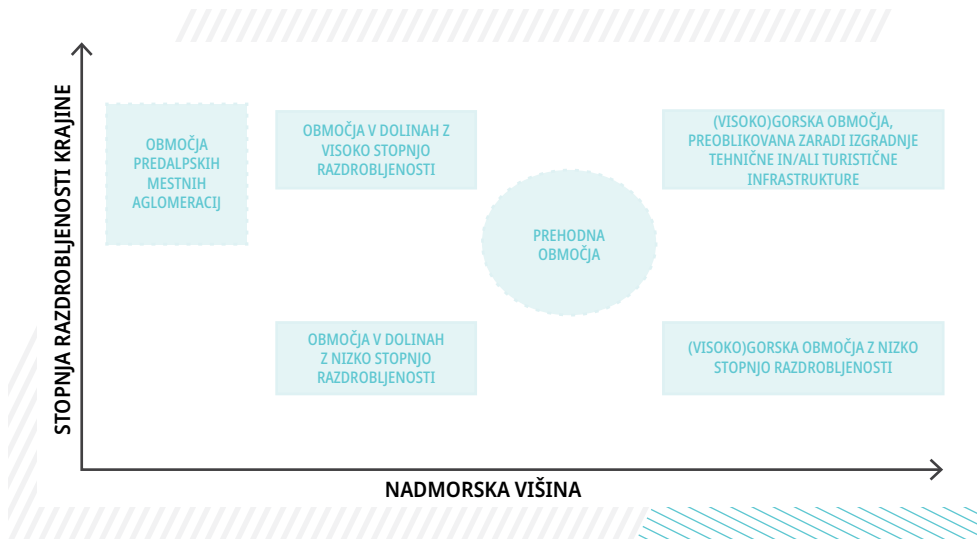 STOPNJA RAZDROBLJENOSTI KRAJINE
OBMOČJA
PREDALPSKIH
MESTNIH
AGLOMERACIJ
OBMOČJA V DOLINAH Z
VISOKO STOPNJO
RAZDROBLJENOSTI
(VISOKO)GORSKA OBMOČJA,
PREOBLIKOVANA ZARADI IZGRADNJE
TEHNIČNE IN/ALI TURISTIČNE
INFRASTRUKTURE
PREHODNA
OBMOČJA
OBMOČJA V DOLINAH
Z NIZKO STOPNJO
RAZDROBLJENOSTI
(VISOKO)GORSKA OBMOČJA Z NIZKO
STOPNJO RAZDROBLJENOSTI
NADMORSKA VIŠINA